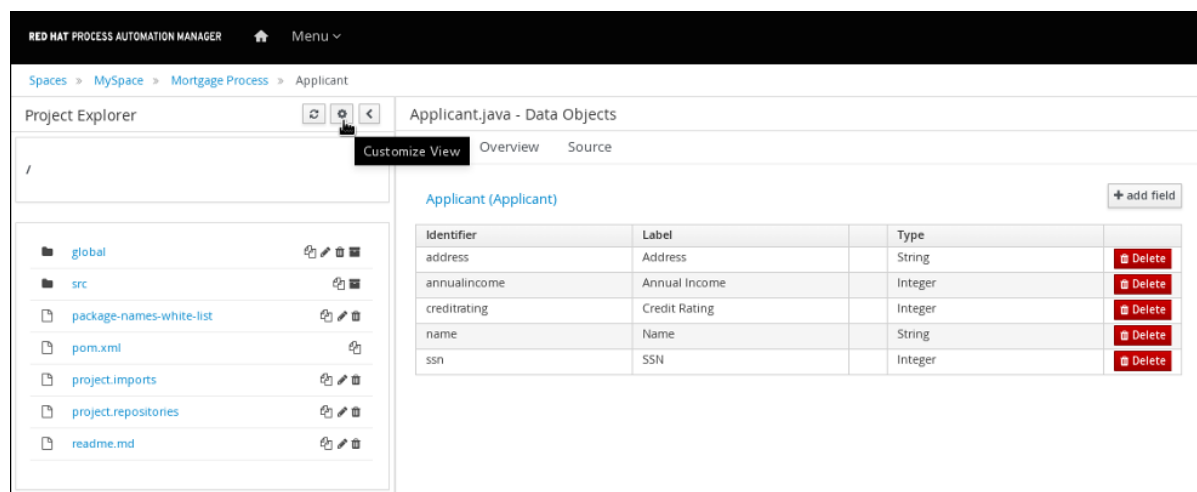 RED HAT PROCESS AUTOMATION MANAGER Menu
Spaces » MySpace » Mortgage Process » Applicant
Project Explorer
Customize View
/
global
src
package-names-white-list
pom.xml
project.imports
project.repositories
readme.md
Applicant.java - Data Objects
Overview Source
Applicant (Applicant)
+ add field
Identifier Label Type
address Address String Delete
annualincome Annual Income Integer Delete
creditrating Credit Rating Integer Delete
name Name String Delete
ssn SSN Integer Delete